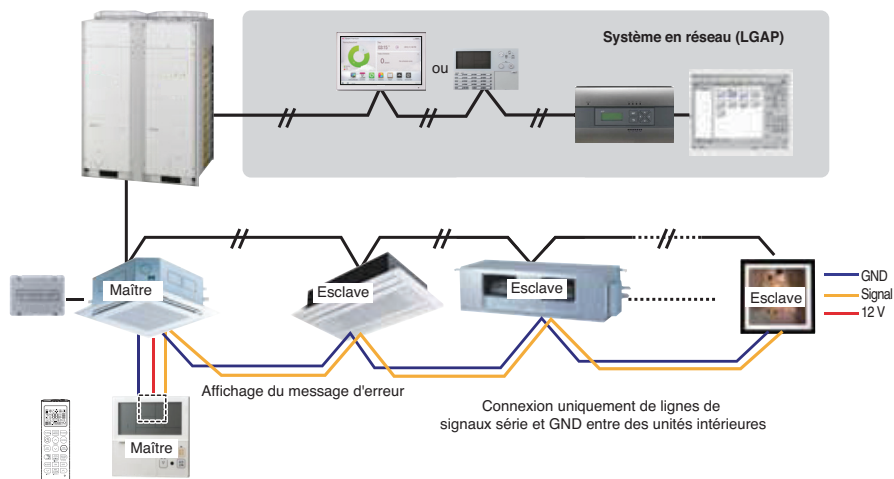 Système en réseau (LGAP)
ou
Maître
Esclave
Esclave
Esclave
GND
Signal
12 V
Affichage du message d'erreur
Connexion uniquement de lignes de
signaux série et GND entre des unités intérieures
Maître